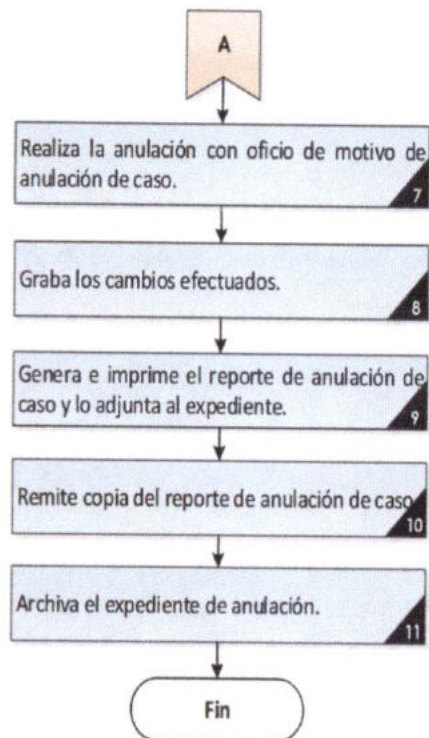 A
Realiza la anulación con oficio de motivo de
anulación de caso.
7
Graba los cambios efectuados.
8
Genera e imprime el reporte de anulación de
caso y lo adjunta al expediente.
9
Remite copia del reporte de anulación de caso
10
Archiva el expediente de anulación.
11
Fin